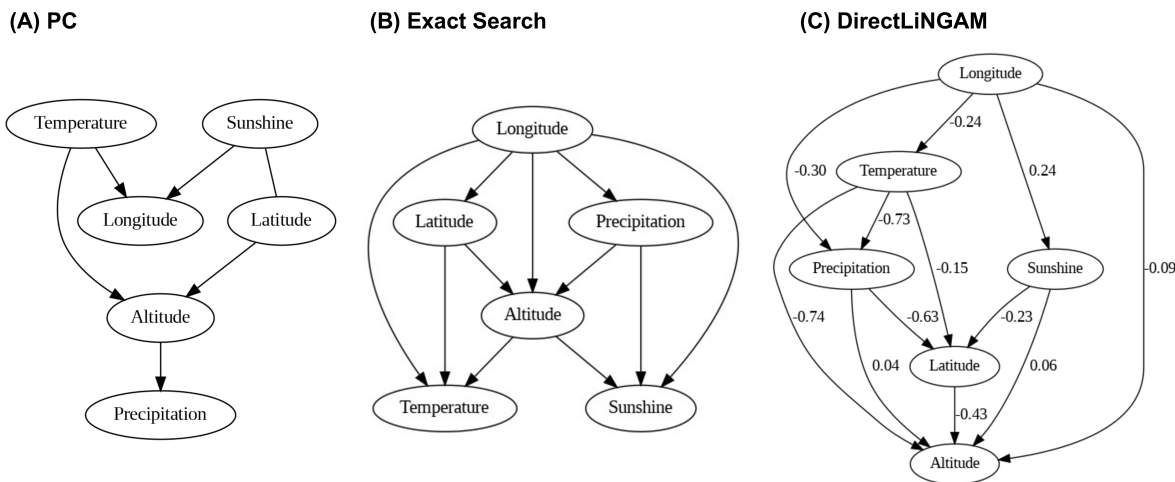 (A) PC
Temperature
Sunshine
Longitude
Latitude
Altitude
Precipitation
(B) Exact Search
Longitude
Latitude
Precipitation
Altitude
Temperature
Sunshine
(C) DirectLiNGAM
Longitude
-0.24
-0.30
Temperature
0.24
-0.73
Precipitation
-0.15
Sunshine
-0.09
-0.74
-0.63
-0.23
0.04
Latitude
0.06
-0.43
Altitude